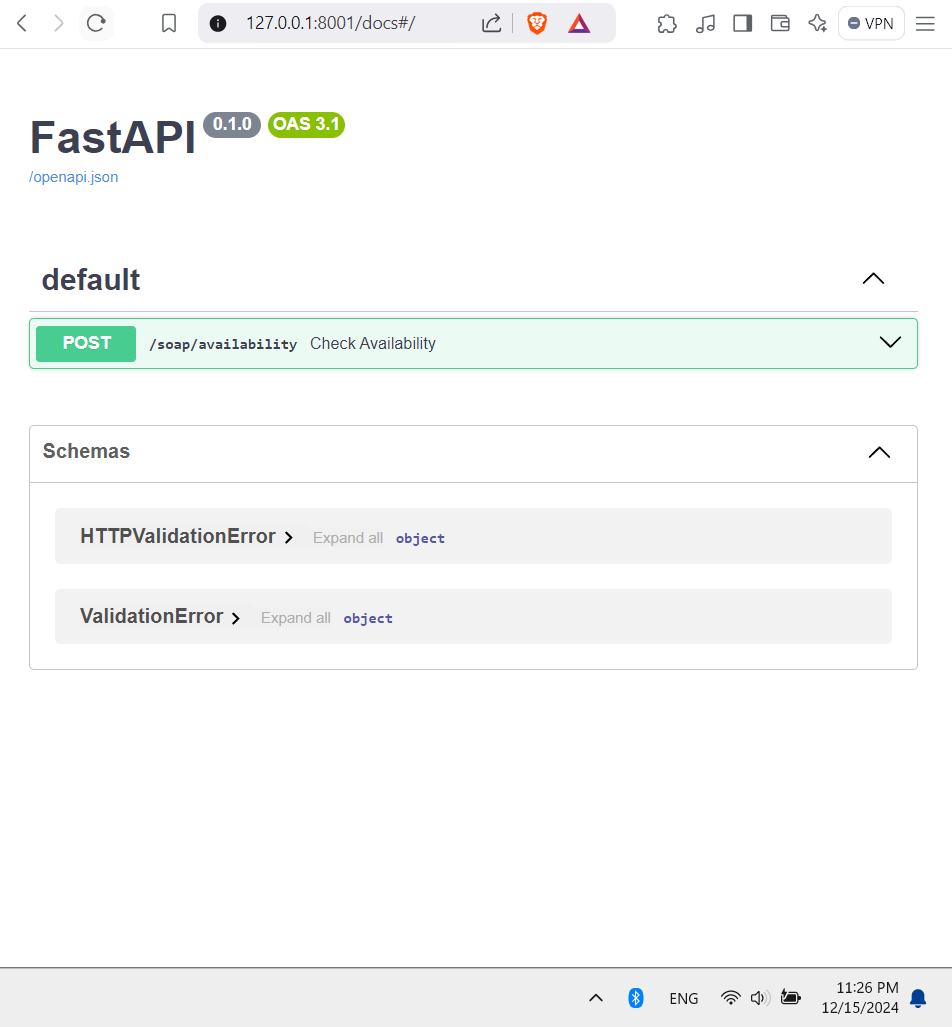 127.0.0.1:8001/docs#/
VPN
FastAPI 0.1.0 OAS 3.1
/openapi.json
default
POST /soap/availability Check Availability
Schemas
HTTPValidationError Expand all object
ValidationError Expand all object
ENG
11:26 PM
12/15/2024